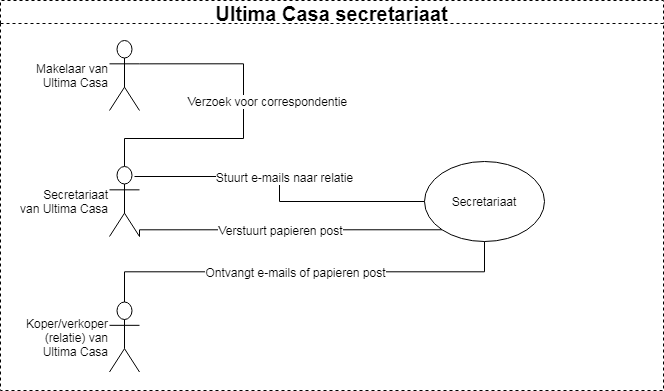 Ultima Casa secretariaat
Makelaar van
Ultima Casa
Verzoek voor correspondentie
Stuurt e-mails naar relatie
Secretariaat
van Ultima Casa
Secretariaat
Verstuurt papieren post
Ontvangt e-mails of papieren post
Koper/verkoper
(relatie) van
Ultima Casa